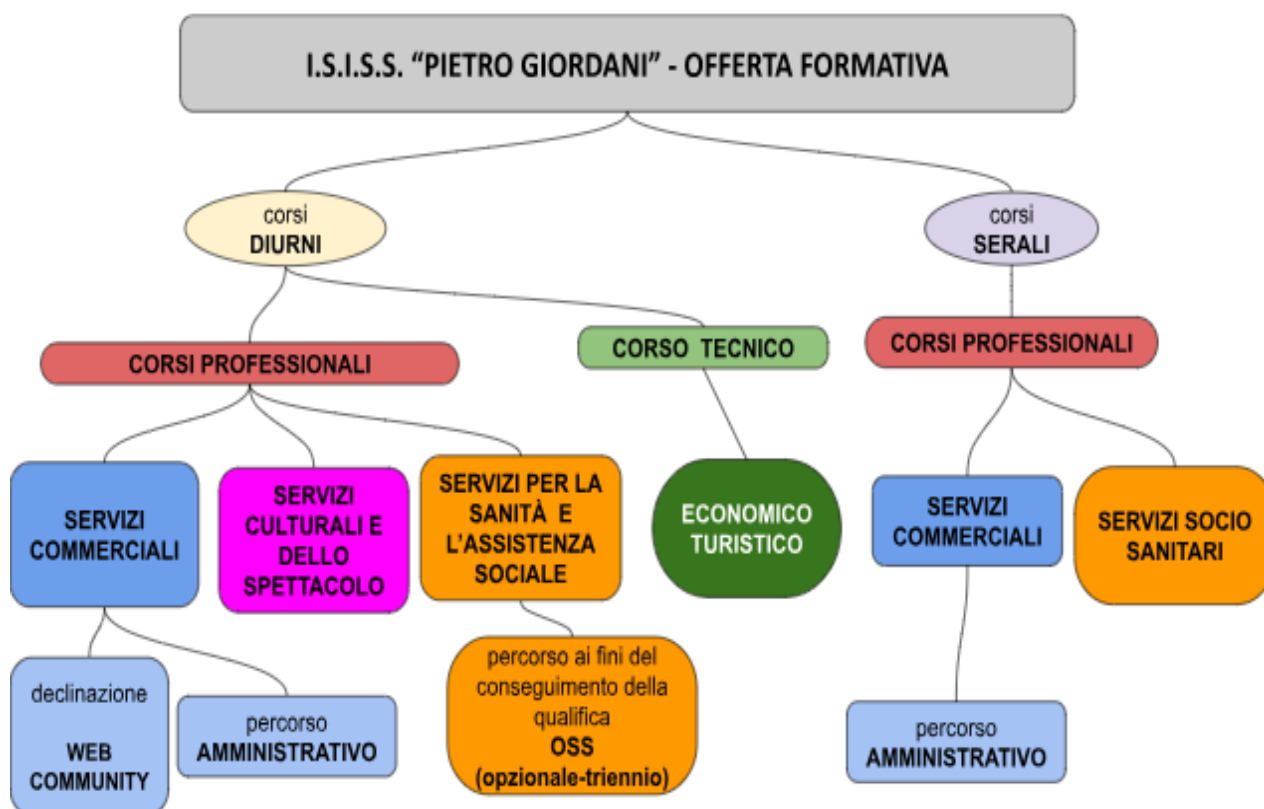 I.S.I.S.S. “PIETRO GIORDANI” - OFFERTA FORMATIVA
corsi
DIURNI
corsi
SERALI
CORSI PROFESSIONALI
CORSO TECNICO
CORSI PROFESSIONALI
SERVIZI
COMMERCIALI
SERVIZI
CULTURALI E
DELLO
SPETTACOLO
SERVIZI PER LA
SANITÀ E
L’ASSISTENZA
SOCIALE
ECONOMICO
TURISTICO
SERVIZI
COMMERCIALI
SERVIZI SOCIO
SANITARI
declinazione
WEB
COMMUNITY
percorso
AMMINISTRATIVO
percorso ai fini del
conseguimento della
qualifica
OSS
(opzionale-triennio)
percorso
AMMINISTRATIVO